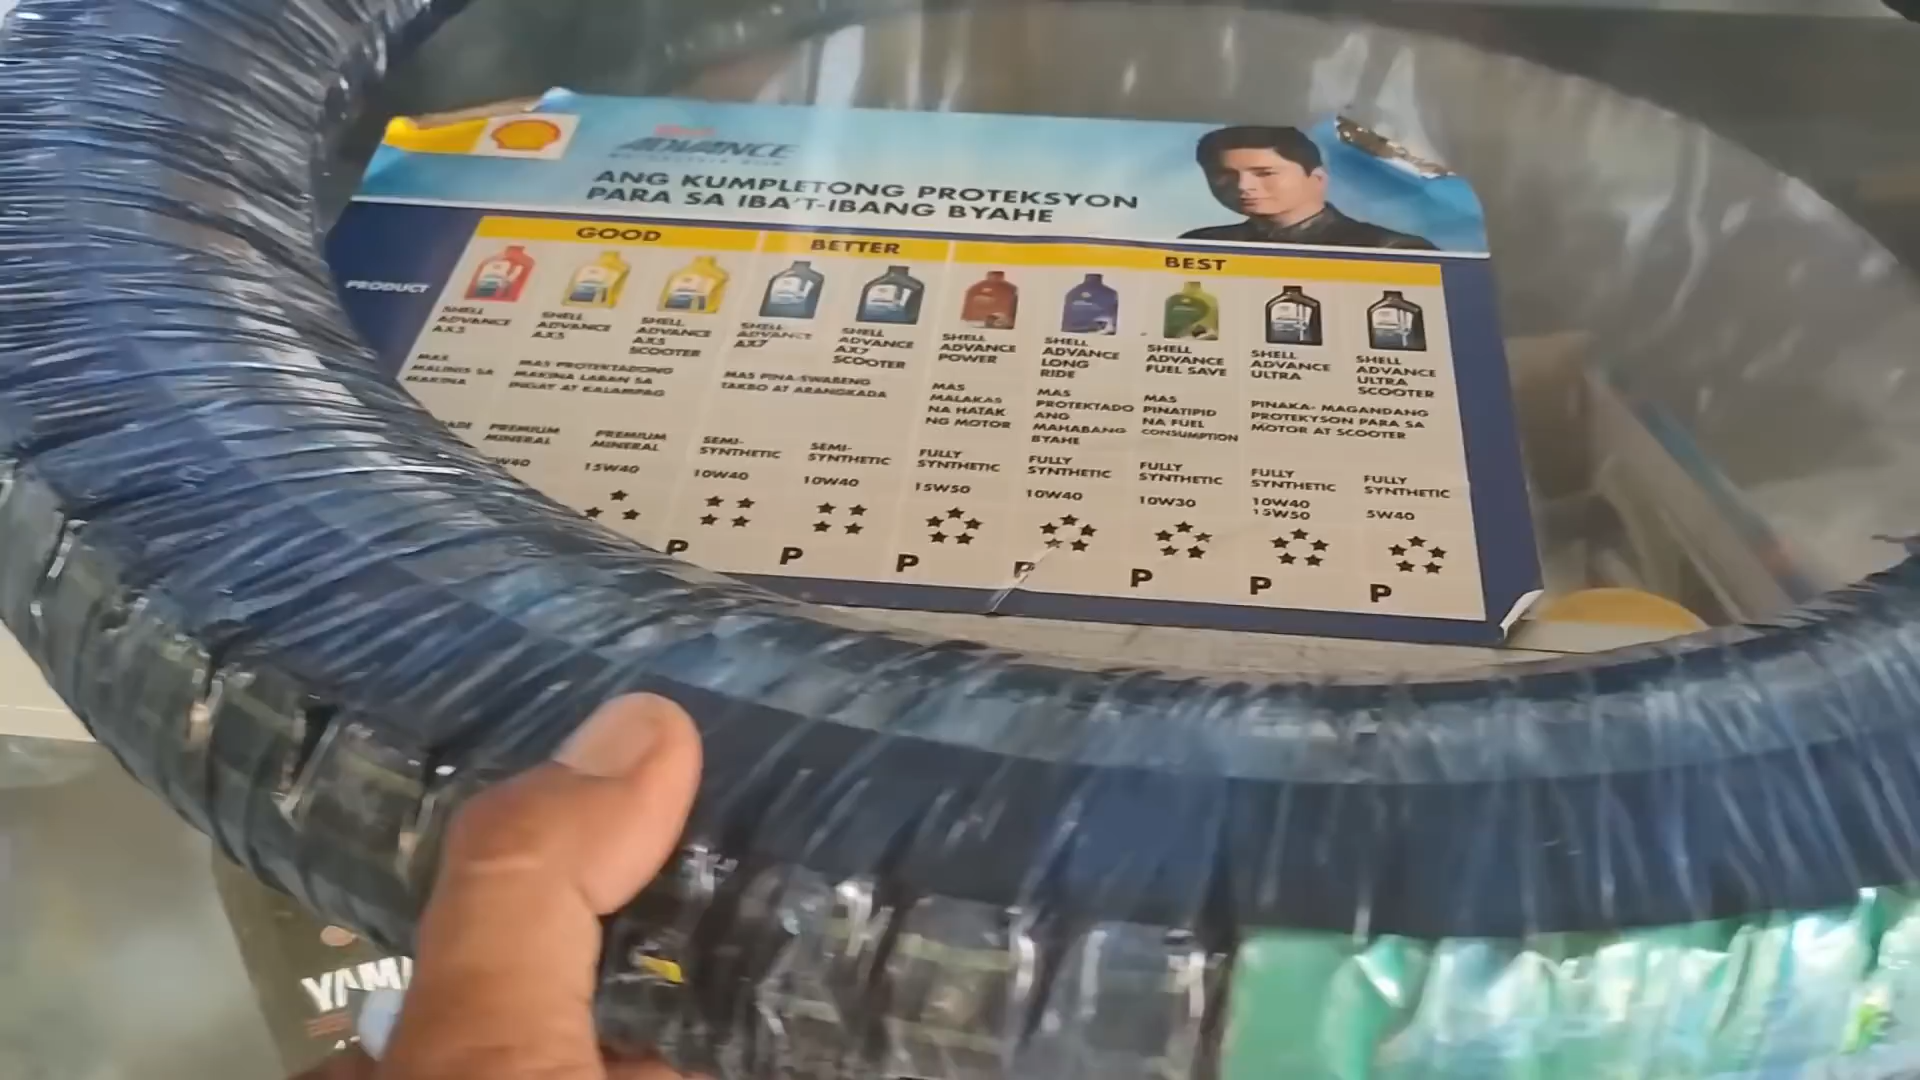 ADVANCE
ANG KUMPLETONG PROTEKSYON
PARA SA IBA'T-IBANG BYAHE
GOOD
BETTER
BEST
PRODUCT
SHELL
ADVANCE
AX3
SHELL
ADVANCE
AX5
SHELL
ADVANCE
AX5
SCOOTER
SHELL
ADVANCE
AX7
SHELL
ADVANCE
AX7
SCOOTER
SHELL
ADVANCE
POWER
SHELL
ADVANCE
LONG
RIDE
SHELL
ADVANCE
FUEL SAVE
SHELL
ADVANCE
ULTRA
SHELL
ADVANCE
ULTRA
SCOOTER
MAS
MALINIS SA
MAKINA
MAS PROTEKTADONG
MAKINA LABAN SA
INGAY AT KALAMPAG
MAS PINA-SWABENG
TAKBO AT ARANGKADA
MAS
MALAKAS
NA HATAK
NG MOTOR
MAS
PROTEKTADO
ANG
MAHABANG
BYAHE
MAS
PINATIPID
NA FUEL
CONSUMPTION
PINAKA- MAGANDANG
PROTEKYSON PARA SA
MOTOR AT SCOOTER
PREMIUM
MINERAL
PREMIUM
MINERAL
SEMI-
SYNTHETIC
SEMI-
SYNTHETIC
FULLY
SYNTHETIC
FULLY
SYNTHETIC
FULLY
SYNTHETIC
FULLY
SYNTHETIC
FULLY
SYNTHETIC
W40
15W40
10W40
10W40
15W50
10W40
10W30
10W40
15W50
5W40
P P P P P P P
YAM